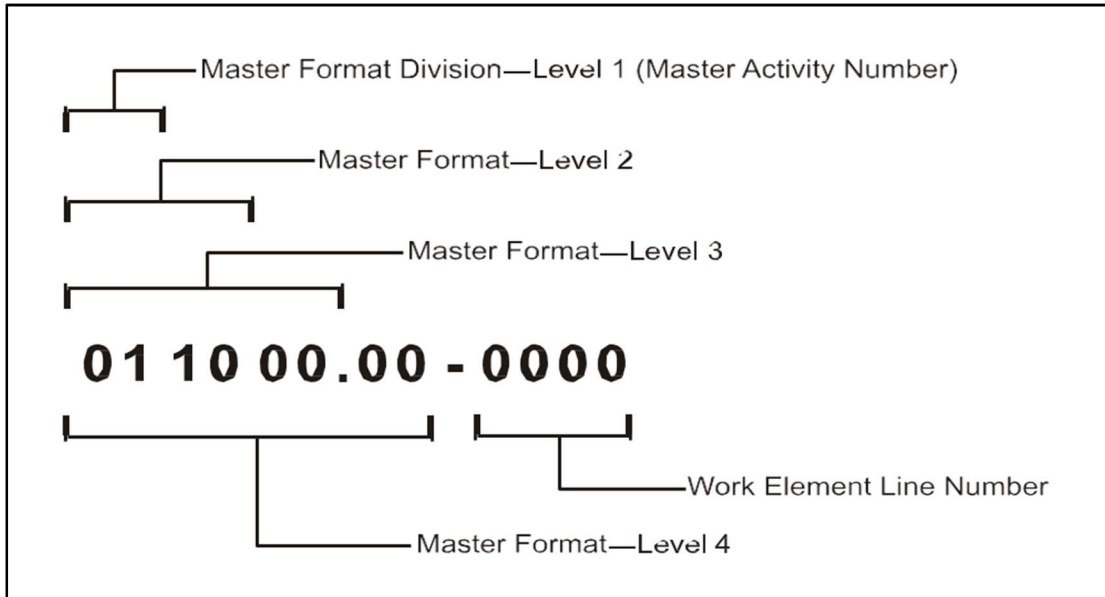 Master Format Division—Level 1 (Master Activity Number)
Master Format—Level 2
Master Format—Level 3
01 10 00.00 - 0000
Work Element Line Number
Master Format—Level 4